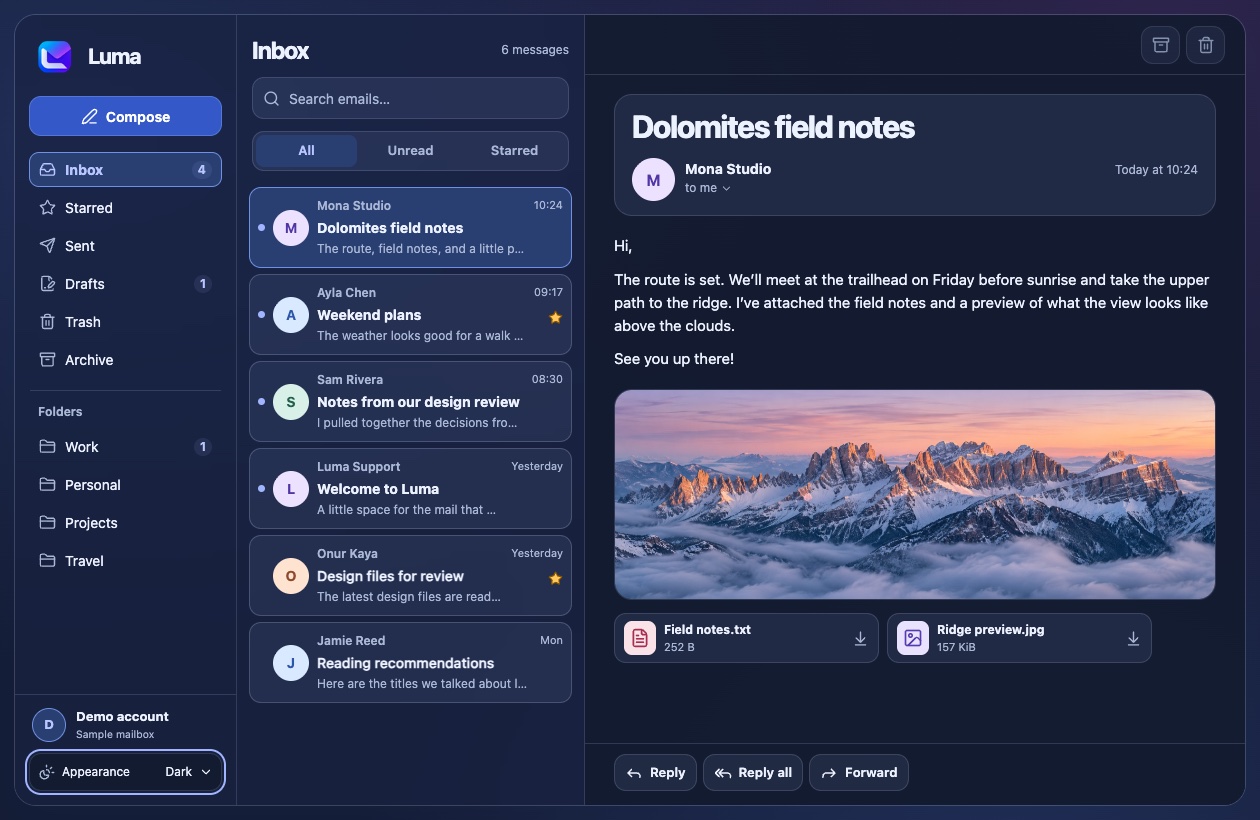 Luma
Compose
Inbox 4
Starred
Sent
Drafts 1
Trash
Archive
Folders
Work 1
Personal
Projects
Travel
D
Demo account
Sample mailbox
Appearance Dark
Inbox 6 messages
Search emails...
All Unread Starred
M
Mona Studio 10:24
Dolomites field notes
The route, field notes, and a little p...
A
Ayla Chen 09:17
Weekend plans
The weather looks good for a walk ...
S
Sam Rivera 08:30
Notes from our design review
I pulled together the decisions fro...
L
Luma Support Yesterday
Welcome to Luma
A little space for the mail that ...
O
Onur Kaya Yesterday
Design files for review
The latest design files are read...
J
Jamie Reed Mon
Reading recommendations
Here are the titles we talked about l...
Dolomites field notes
M
Mona Studio Today at 10:24
to me
Hi,
The route is set. We’ll meet at the trailhead on Friday before sunrise and take the upper
path to the ridge. I’ve attached the field notes and a preview of what the view looks like
above the clouds.
See you up there!
Field notes.txt
252 B
Ridge preview.jpg
157 KiB
Reply Reply all Forward